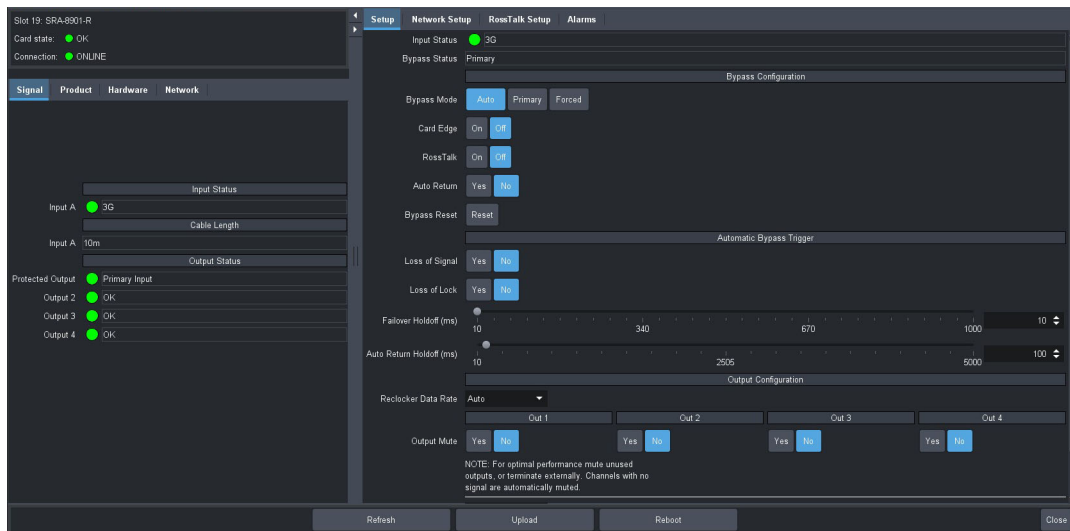 Slot 19: SRA-8901-R
Card state: OK
Connection: ONLINE
Signal Product Hardware Network
Input Status
Input A 3G
Cable Length
Input A 10m
Output Status
Protected Output Primary Input
Output 2 OK
Output 3 OK
Output 4 OK
Setup Network Setup RossTalk Setup Alarms
Input Status 3G
Bypass Status Primary
Bypass Configuration
Bypass Mode Auto Primary Forced
Card Edge On Off
RossTalk On Off
Auto Return Yes No
Bypass Reset Reset
Automatic Bypass Trigger
Loss of Signal Yes No
Loss of Lock Yes No
Failover Holdoff (ms) 10 340 670 1000 10
Auto Return Holdoff (ms) 10 2505 5000 100
Output Configuration
Reclocker Data Rate Auto
Out 1 Out 2 Out 3 Out 4
Output Mute Yes No Yes No Yes No Yes No
NOTE: For optimal performance mute unused
outputs, or terminate externally. Channels with no
signal are automatically muted.
Refresh Upload Reboot Close